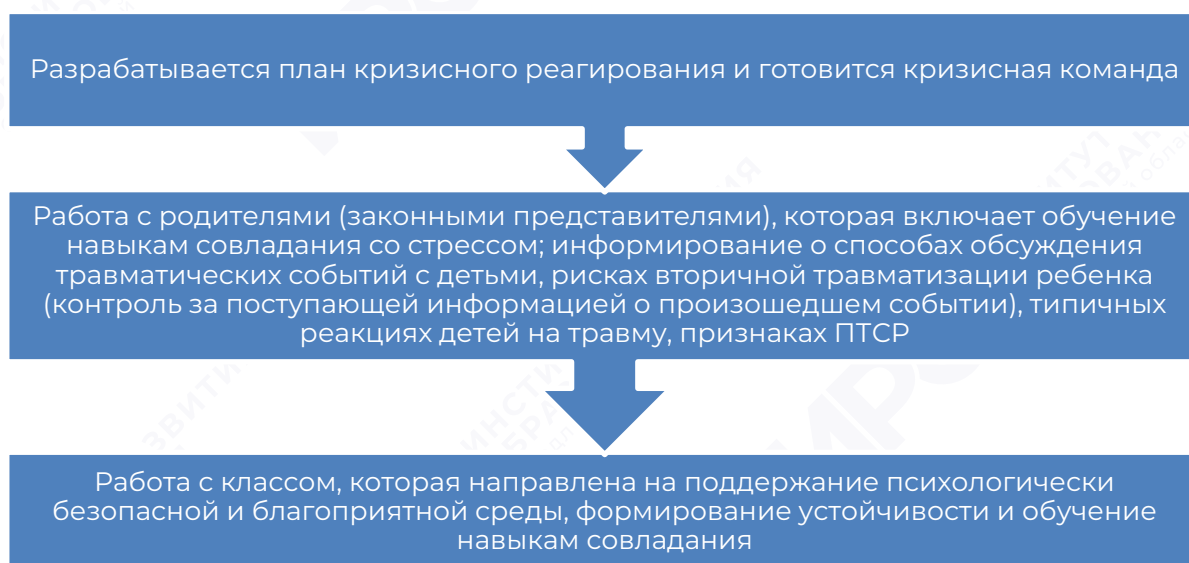 Разрабатывается план кризисного реагирования и готовится кризисная команда
Работа с родителями (законными представителями), которая включает обучение
навыкам совладания со стрессом; информирование о способах обсуждения
травматических событий с детьми, рисках вторичной травматизации ребенка
(контроль за поступающей информацией о произошедшем событии), типичных
реакциях детей на травму, признаках ПТСР
Работа с классом, которая направлена на поддержание психологически
безопасной и благоприятной среды, формирование устойчивости и обучение
навыкам совладания